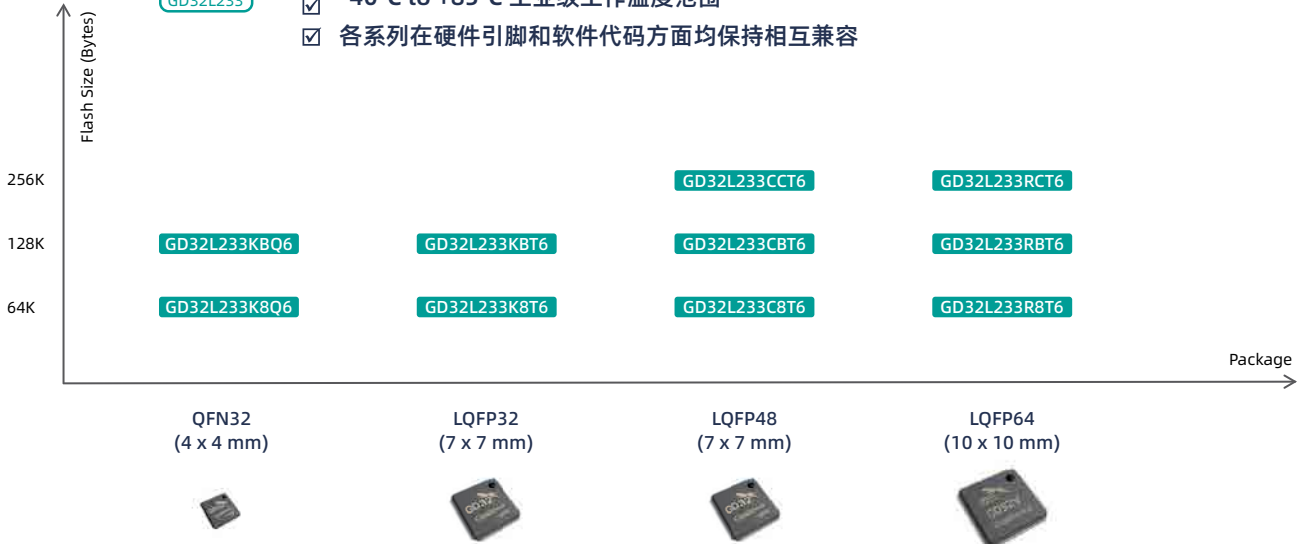 GD32L233
-40℃ to +85℃ 工业级工作温度范围
各系列在硬件引脚和软件代码方面均保持相互兼容
Flash Size (Bytes)
256K
GD32L233CCT6
GD32L233RCT6
128K
GD32L233KBQ6
GD32L233KBT6
GD32L233CBT6
GD32L233RBT6
64K
GD32L233K8Q6
GD32L233K8T6
GD32L233C8T6
GD32L233R8T6
Package
QFN32
(4 x 4 mm)
LQFP32
(7 x 7 mm)
LQFP48
(7 x 7 mm)
LQFP64
(10 x 10 mm)
GD32
GD32